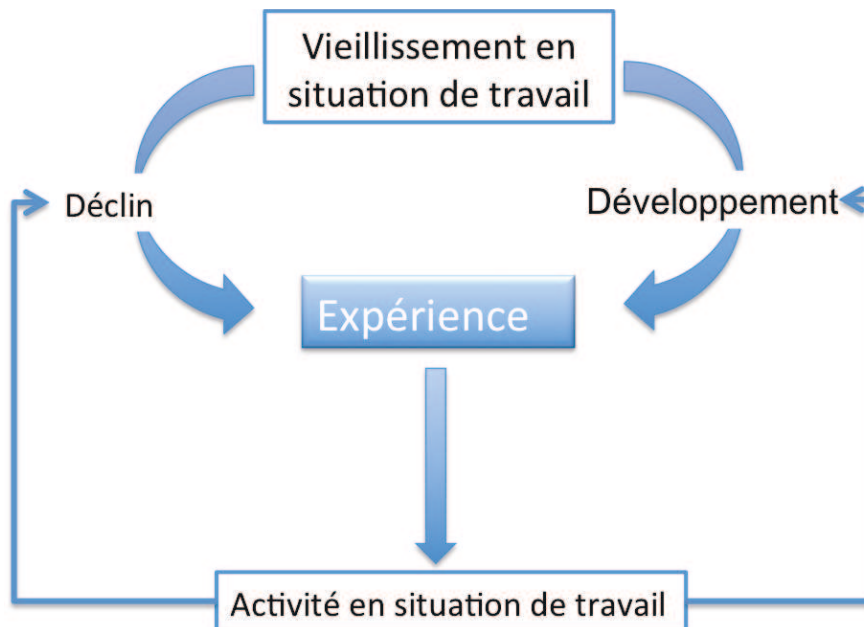 Vieillissement en
situation de travail
Déclin
Développement
Expérience
Activité en situation de travail